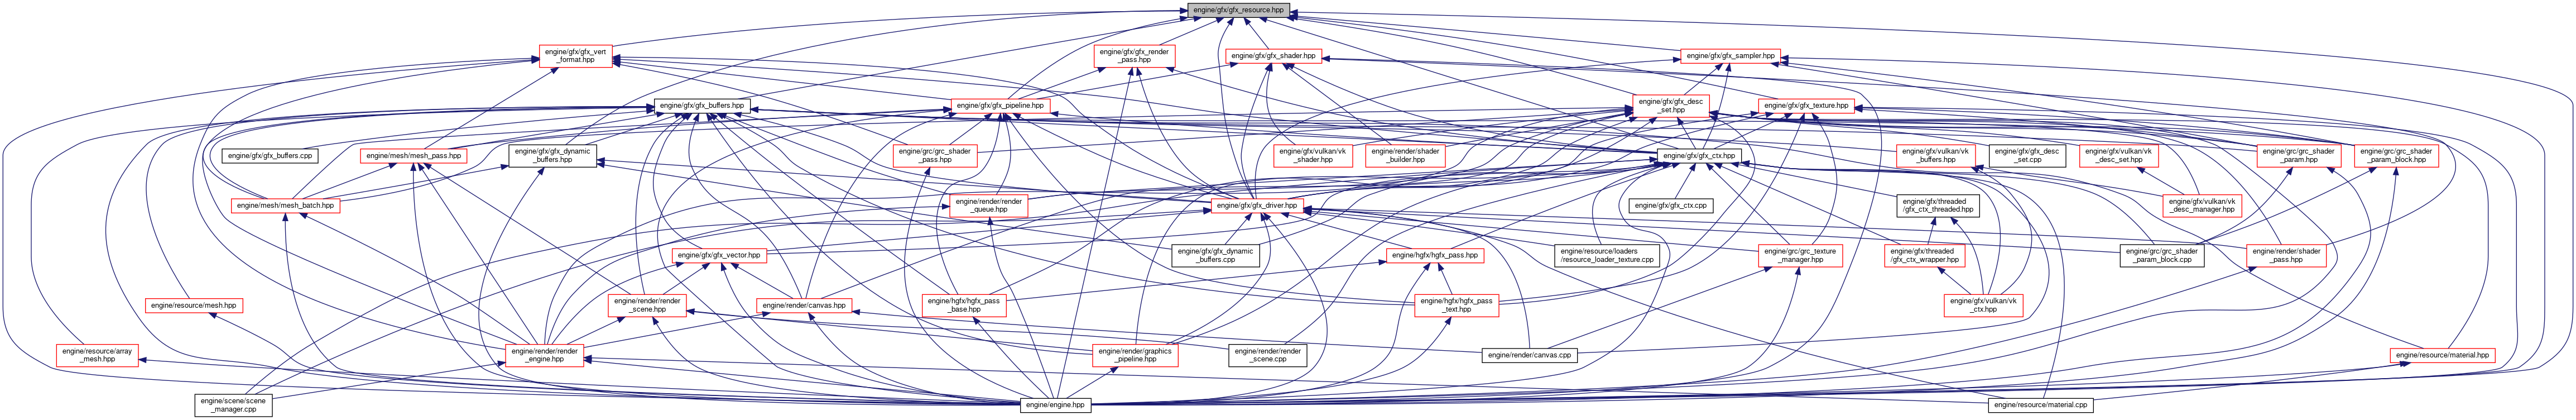 engine/gfx/gfx_resource.hpp
engine/gfx/gfx_vert
_format.hpp
engine/gfx/gfx_render
_pass.hpp
engine/gfx/gfx_shader.hpp
engine/gfx/gfx_sampler.hpp
engine/gfx/gfx_buffers.hpp
engine/gfx/gfx_pipeline.hpp
engine/gfx/gfx_desc
_set.hpp
engine/gfx/gfx_texture.hpp
engine/gfx/gfx_buffers.cpp
engine/mesh/mesh_pass.hpp
engine/gfx/gfx_dynamic
_buffers.hpp
engine/grc/grc_shader
_pass.hpp
engine/gfx/vulkan/vk
_shader.hpp
engine/render/shader
_builder.hpp
engine/gfx/gfx_ctx.hpp
engine/gfx/vulkan/vk
_buffers.hpp
engine/gfx/gfx_desc
_set.cpp
engine/gfx/vulkan/vk
_desc_set.hpp
engine/grc/grc_shader
_param.hpp
engine/grc/grc_shader
_param_block.hpp
engine/mesh/mesh_batch.hpp
engine/render/render
_queue.hpp
engine/gfx/gfx_driver.hpp
engine/gfx/gfx_ctx.cpp
engine/gfx/threaded
/gfx_ctx_threaded.hpp
engine/gfx/vulkan/vk
_desc_manager.hpp
engine/gfx/gfx_vector.hpp
engine/gfx/gfx_dynamic
_buffers.cpp
engine/hgfx/hgfx_pass.hpp
engine/resource/loaders
/resource_loader_texture.cpp
engine/grc/grc_texture
_manager.hpp
engine/gfx/threaded
/gfx_ctx_wrapper.hpp
engine/grc/grc_shader
_param_block.cpp
engine/render/shader
_pass.hpp
engine/resource/mesh.hpp
engine/render/render
_scene.hpp
engine/render/canvas.hpp
engine/hgfx/hgfx_pass
_base.hpp
engine/hgfx/hgfx_pass
_text.hpp
engine/gfx/vulkan/vk
_ctx.hpp
engine/resource/array
_mesh.hpp
engine/render/render
_engine.hpp
engine/render/graphics
_pipeline.hpp
engine/render/render
_scene.cpp
engine/render/canvas.cpp
engine/resource/material.hpp
engine/scene/scene
_manager.cpp
engine/engine.hpp
engine/resource/material.cpp